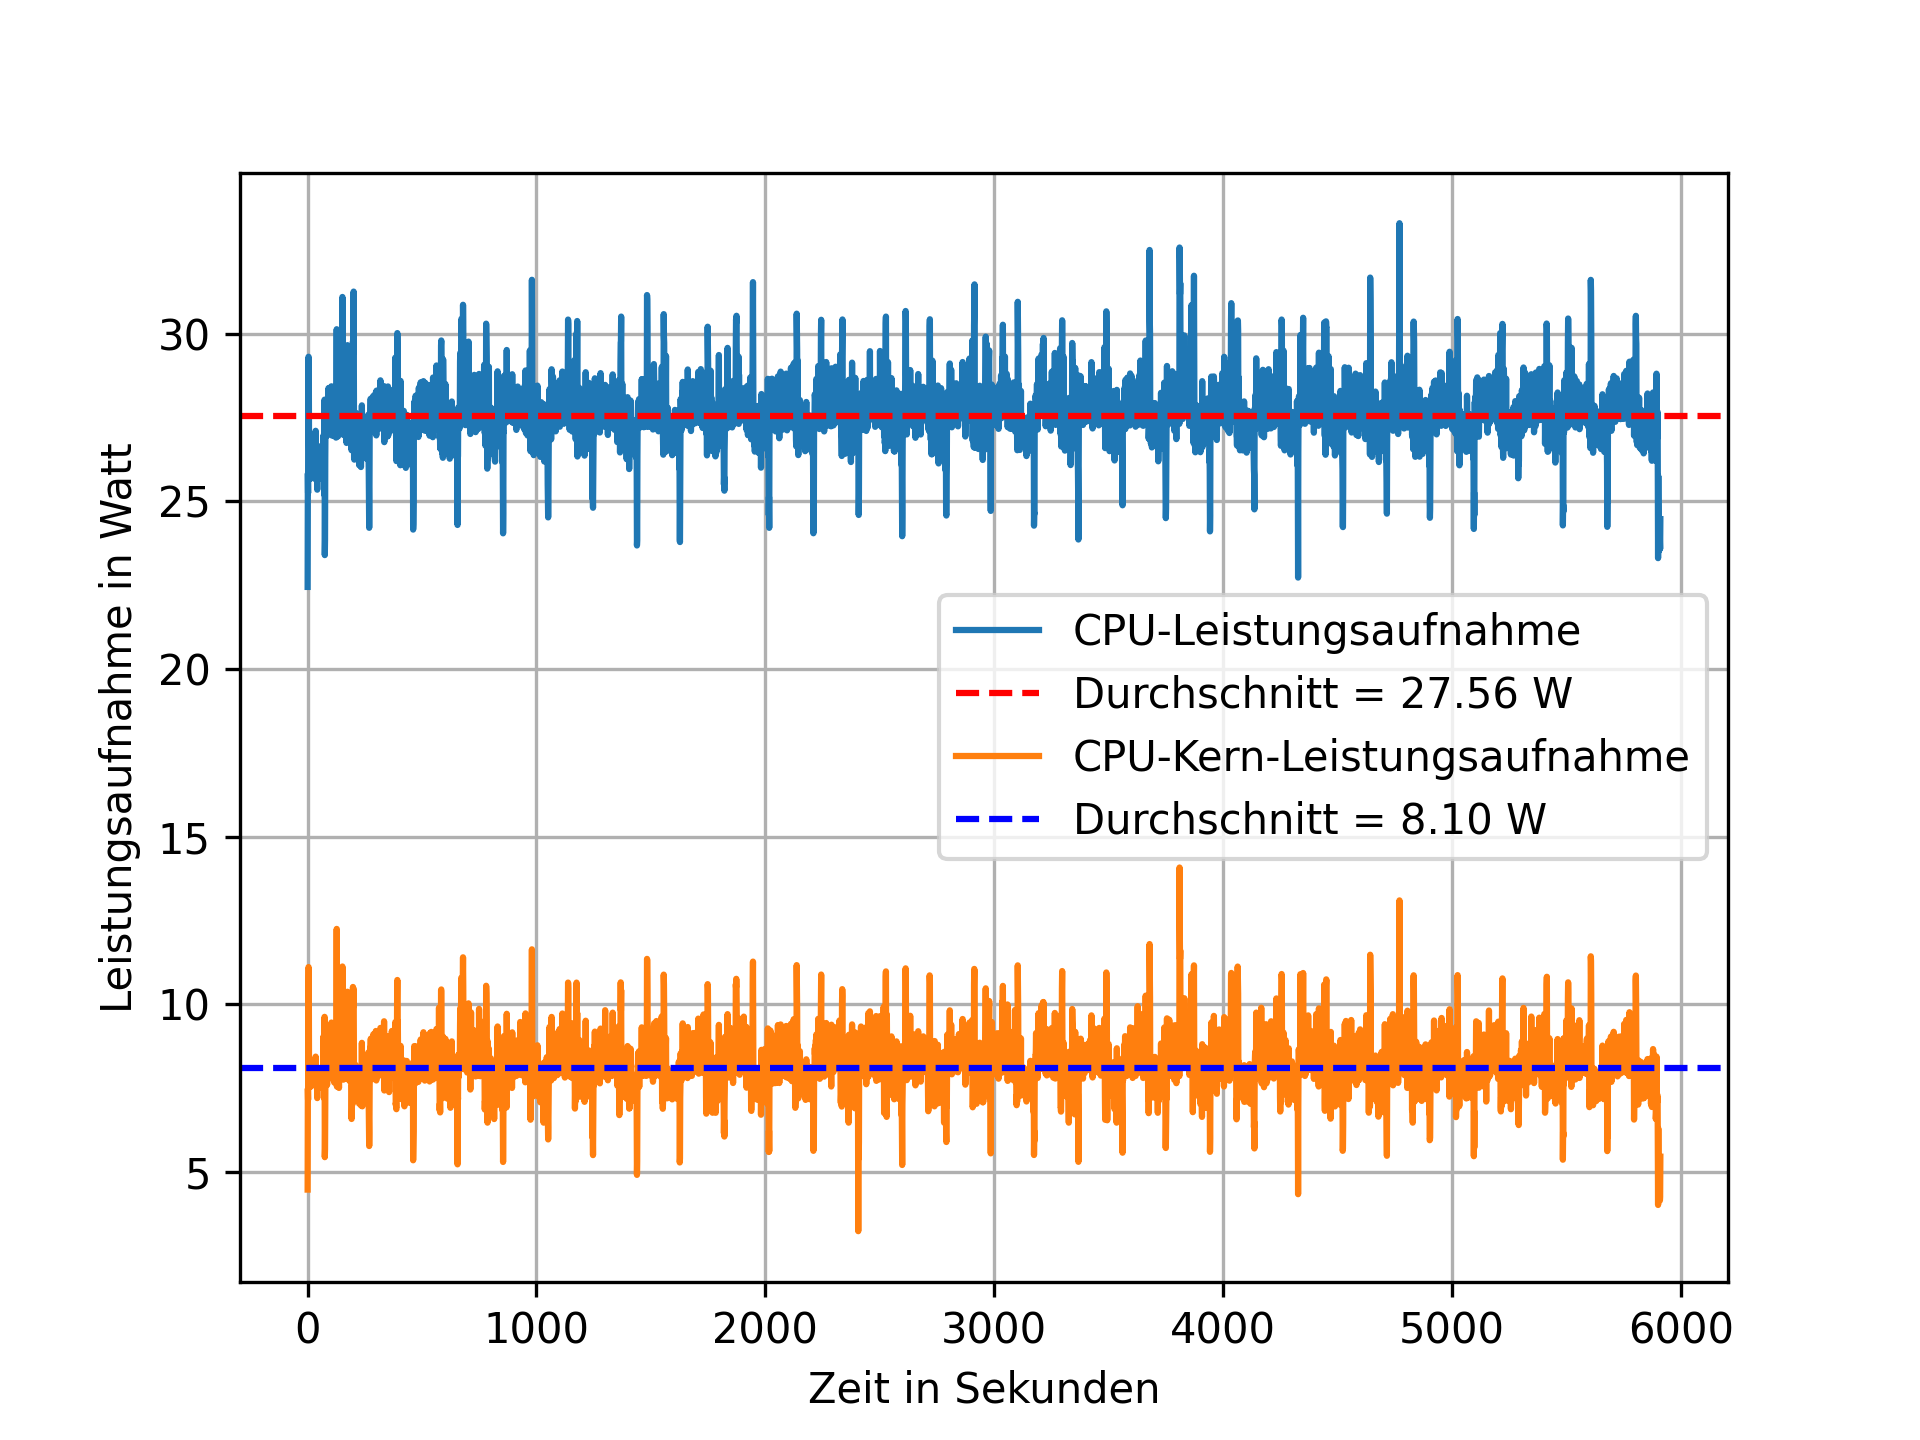 30
25
20
15
10
5
Leistungsaufnahme in Watt
CPU-Leistungsaufnahme
Durchschnitt = 27.56 W
CPU-Kern-Leistungsaufnahme
Durchschnitt = 8.10 W
0 1000 2000 3000 4000 5000 6000
Zeit in Sekunden